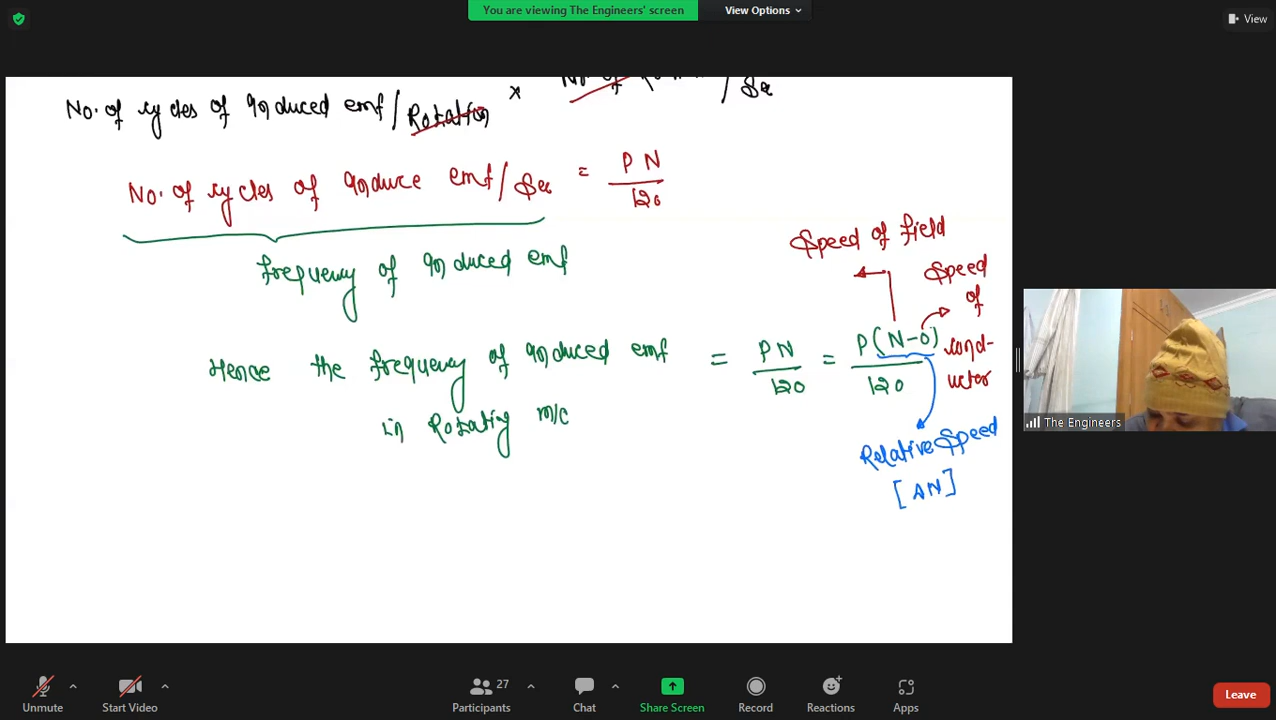 You are viewing The Engineers' screen
View Options
View
No. of cycles of induced emf/Rotation × No. of / Sec
No. of cycles of induce emf/Sec = PN/120
frequency of induced emf
Speed of field
Speed of conductor
Hence the frequency of induced emf = PN/120 = P(N-0)/120
in Rotating m/c
Relative Speed
[ΔN]
The Engineers
Unmute
Start Video
27
Participants
Chat
Share Screen
Record
Reactions
Apps
Leave